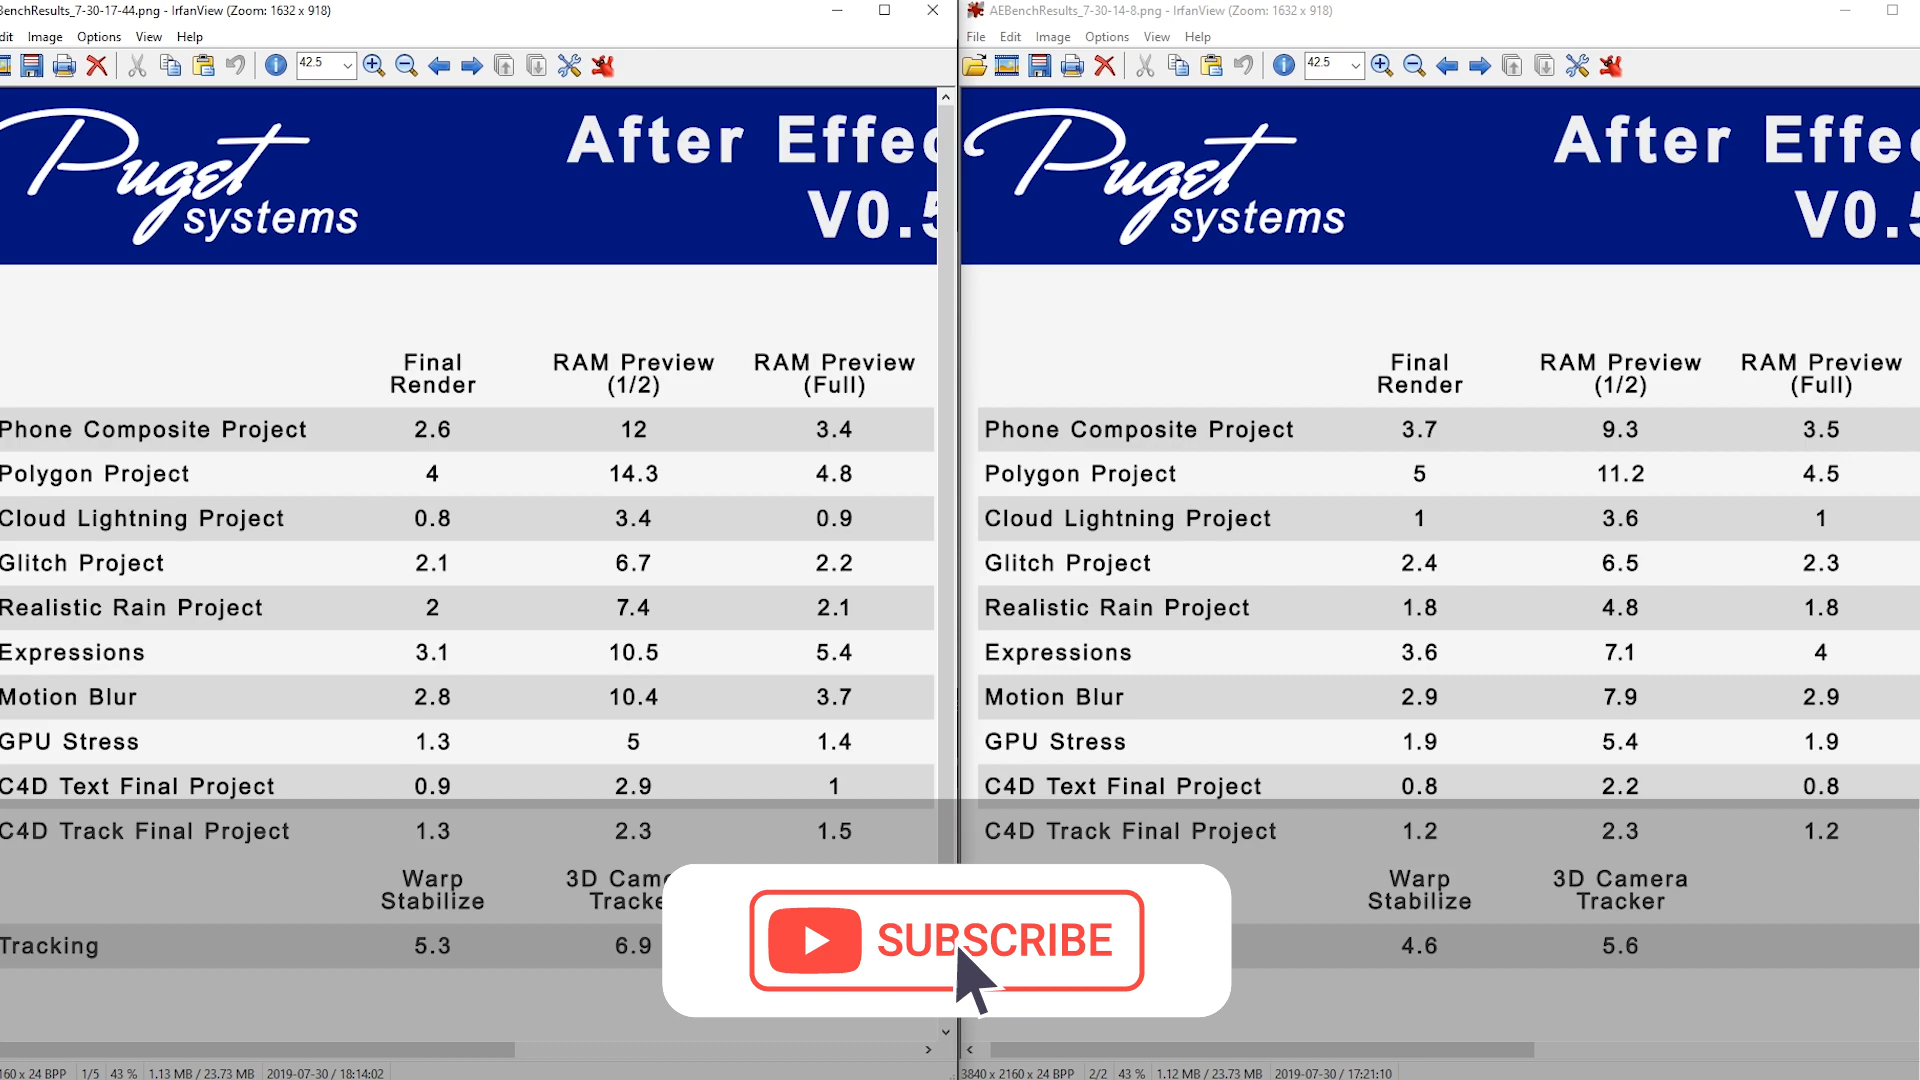 BenchResults_7-30-17-44.png - IrfanView (Zoom: 1632 x 918)
dit Image Options View Help
42.5
Puget systems
After Effec
V0.5
Final Render
RAM Preview (1/2)
RAM Preview (Full)
Phone Composite Project 2.6 12 3.4
Polygon Project 4 14.3 4.8
Cloud Lightning Project 0.8 3.4 0.9
Glitch Project 2.1 6.7 2.2
Realistic Rain Project 2 7.4 2.1
Expressions 3.1 10.5 5.4
Motion Blur 2.8 10.4 3.7
GPU Stress 1.3 5 1.4
C4D Text Final Project 0.9 2.9 1
C4D Track Final Project 1.3 2.3 1.5
Warp Stabilize
3D Came Tracke
Tracking 5.3 6.9
160 x 24 BPP 1/5 43 % 1.13 MB / 23.73 MB 2019-07-30 / 18:14:02
AEBenchResults_7-30-14-8.png - IrfanView (Zoom: 1632 x 918)
File Edit Image Options View Help
42.5
Puget systems
After Effec
V0.5
Final Render
RAM Preview (1/2)
RAM Preview (Full)
Phone Composite Project 3.7 9.3 3.5
Polygon Project 5 11.2 4.5
Cloud Lightning Project 1 3.6 1
Glitch Project 2.4 6.5 2.3
Realistic Rain Project 1.8 4.8 1.8
Expressions 3.6 7.1 4
Motion Blur 2.9 7.9 2.9
GPU Stress 1.9 5.4 1.9
C4D Text Final Project 0.8 2.2 0.8
C4D Track Final Project 1.2 2.3 1.2
Warp Stabilize
3D Camera Tracker
4.6 5.6
3840 x 2160 x 24 BPP 2/2 43 % 1.12 MB / 23.73 MB 2019-07-30 / 17:21:10
SUBSCRIBE